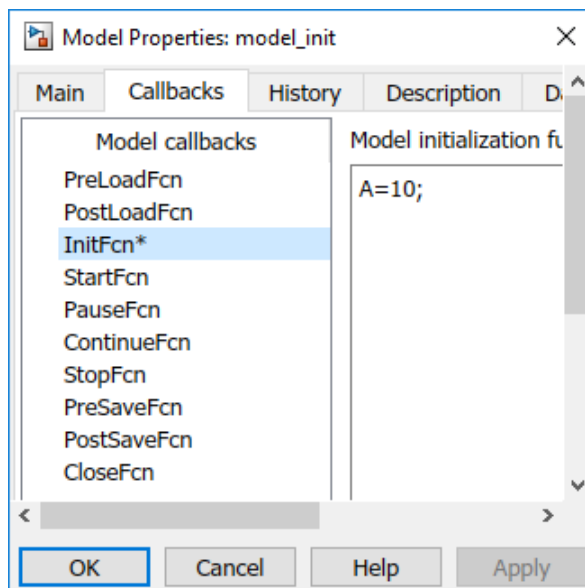 Model Properties: model_init
Main Callbacks History Description Da
Model callbacks
PreLoadFcn
PostLoadFcn
InitFcn*
StartFcn
PauseFcn
ContinueFcn
StopFcn
PreSaveFcn
PostSaveFcn
CloseFcn
Model initialization fu
A=10;
OK Cancel Help Apply